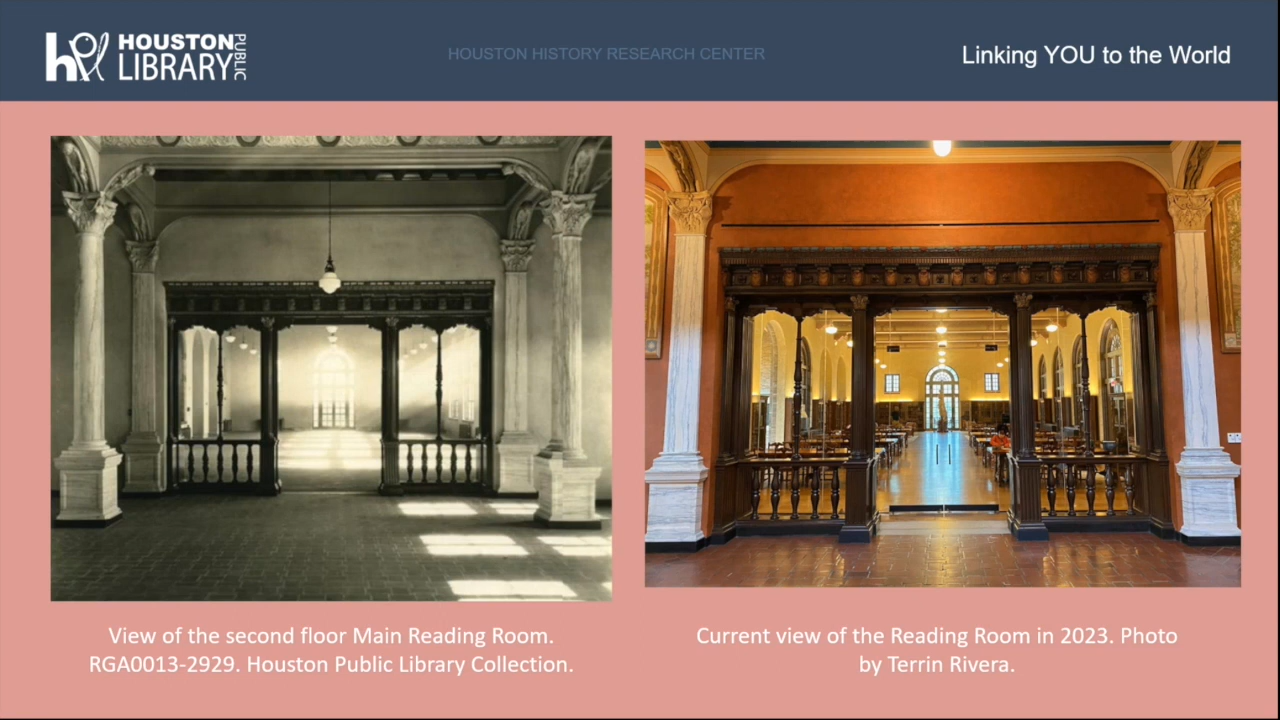 HOUSTON
LIBRARY
PUBLIC
HOUSTON HISTORY RESEARCH CENTER
Linking YOU to the World
View of the second floor Main Reading Room.
RGA0013-2929. Houston Public Library Collection.
Current view of the Reading Room in 2023. Photo
by Terrin Rivera.